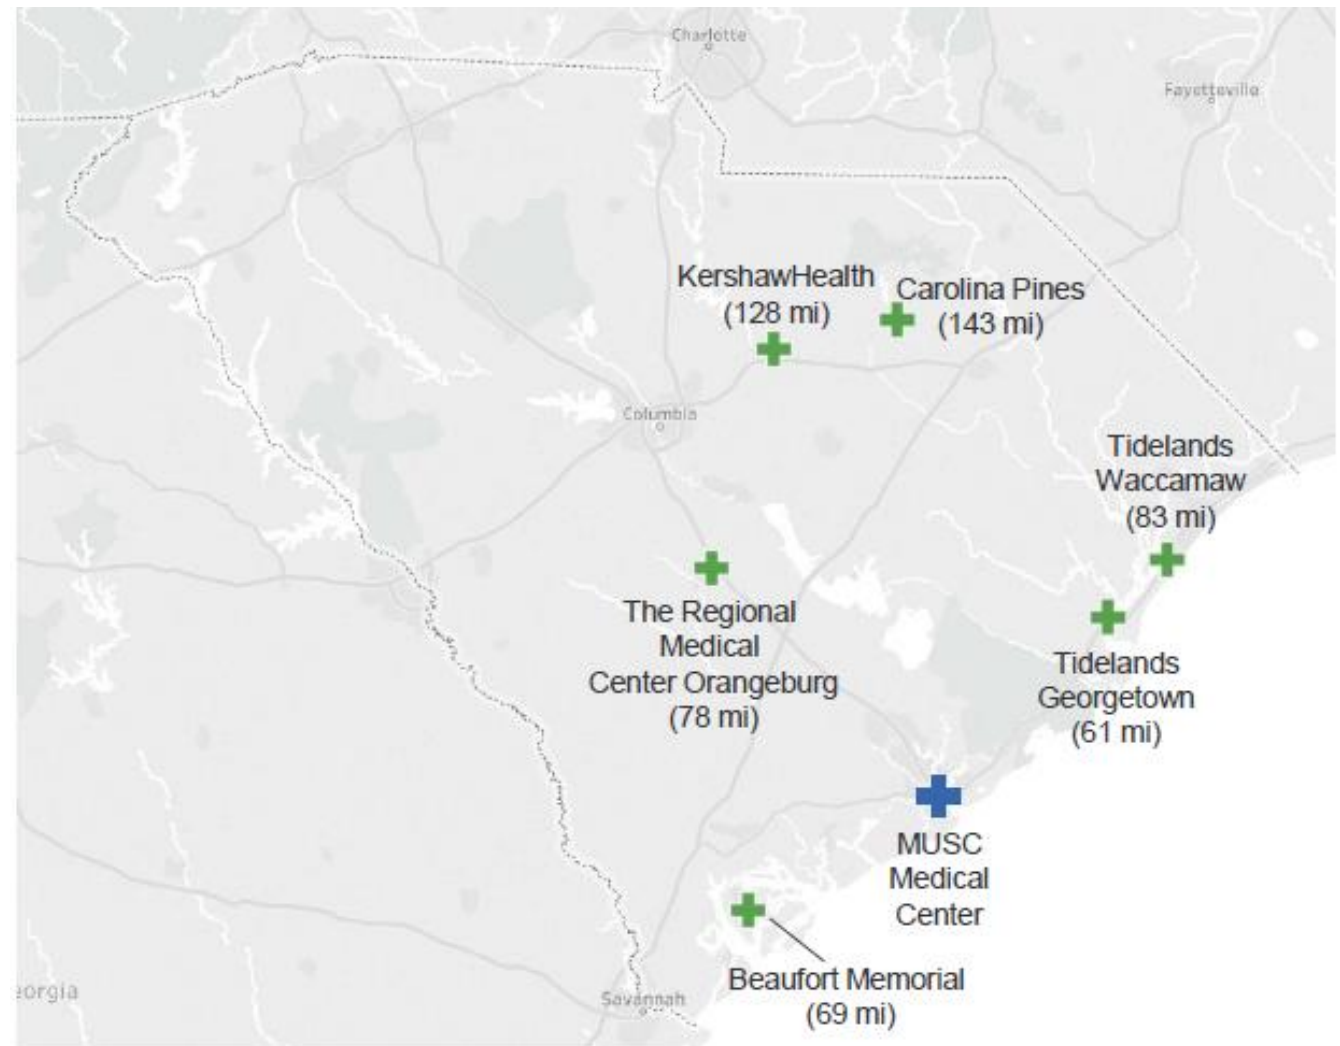 Charlotte
Fayetteville
KershawHealth
(128 mi)
Carolina Pines
(143 mi)
Columbia
Tidelands
Waccamaw
(83 mi)
The Regional
Medical
Center Orangeburg
(78 mi)
Tidelands
Georgetown
(61 mi)
MUSC
Medical
Center
Beaufort Memorial
(69 mi)
eorgia
Savannah